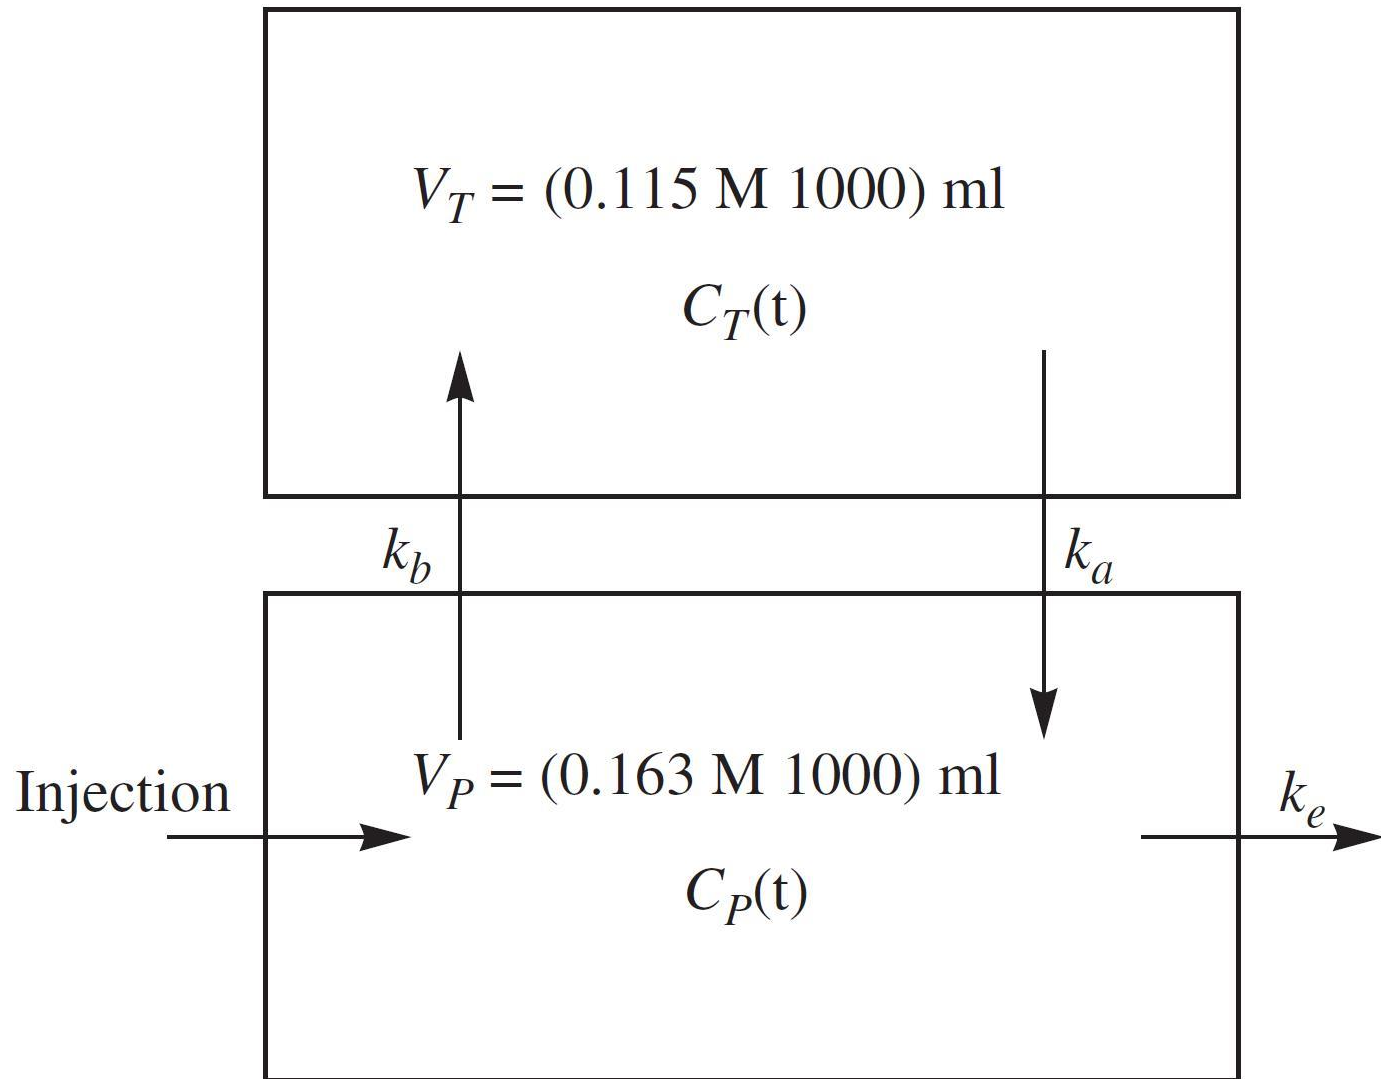 V_T = (0.115 M 1000) ml
C_T(t)
k_b
k_a
V_P = (0.163 M 1000) ml
Injection
k_e
C_P(t)